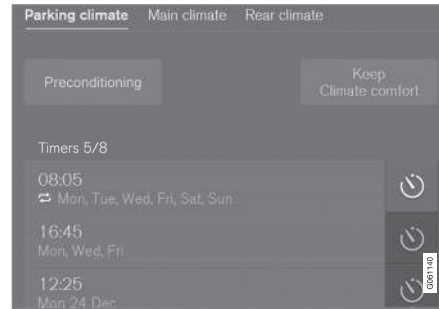 Parking climate Main climate Rear climate
Preconditioning
Keep
Climate comfort
Timers 5/8
08:05
Mon, Tue, Wed, Fri, Sat, Sun
16:45
Mon, Wed, Fri
12:25
Mon 24 Dec
G061140